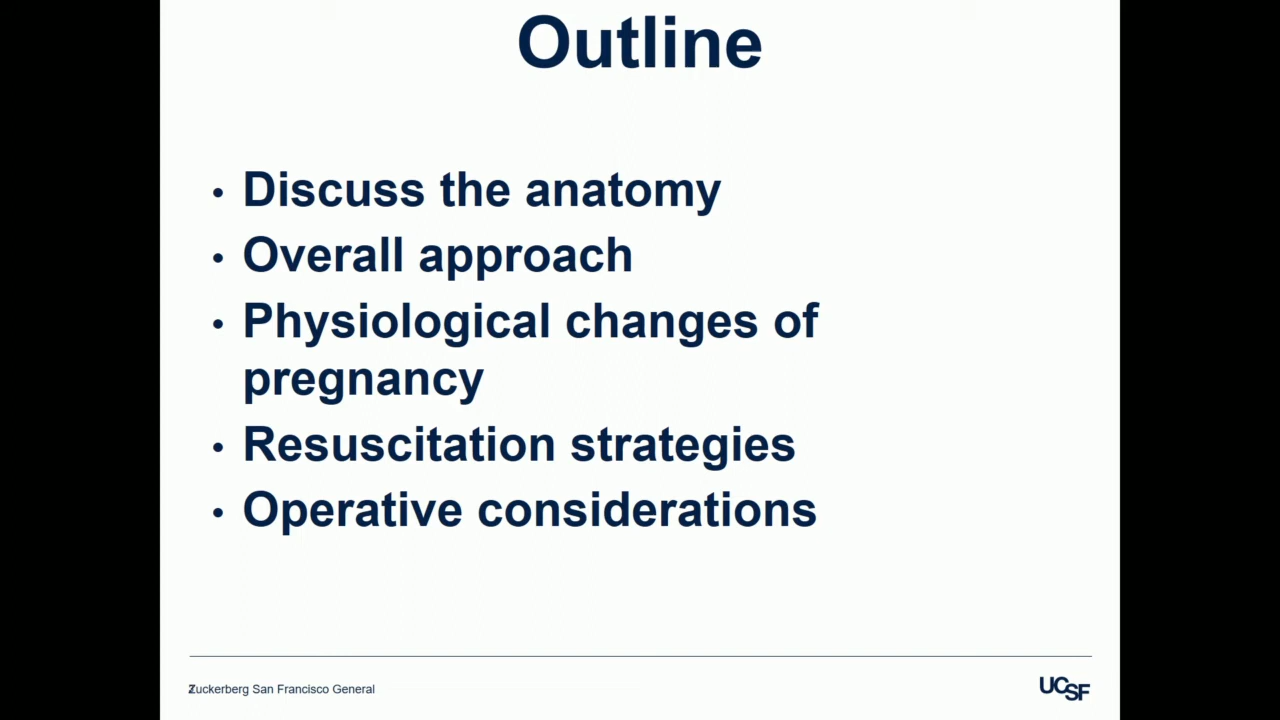 Outline
• Discuss the anatomy
• Overall approach
• Physiological changes of
pregnancy
• Resuscitation strategies
• Operative considerations
2
Zuckerberg San Francisco General
UCSF